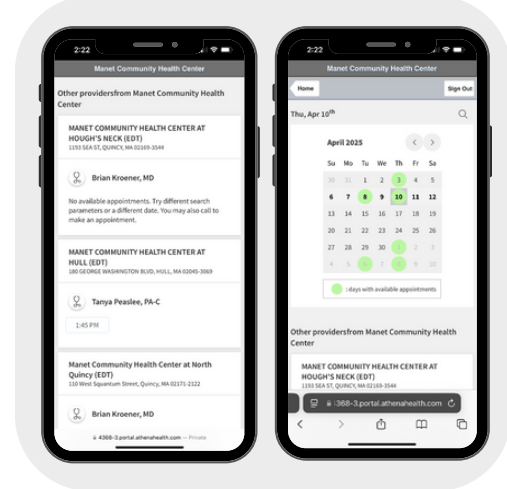 2:22
Manet Community Health Center
Other providersfrom Manet Community Health
Center
MANET COMMUNITY HEALTH CENTER AT
HOUGH'S NECK (EDT)
1193 SEA ST, QUINCY, MA 02169-3544
Brian Kroener, MD
No available appointments. Try different search
parameters or a different date. You may also call to
make an appointment.
MANET COMMUNITY HEALTH CENTER AT
HULL (EDT)
180 GEORGE WASHINGTON BLVD, HULL, MA 02045-3069
Tanya Peaslee, PA-C
1:45 PM
Manet Community Health Center at North
Quincy (EDT)
110 West Squantum Street, Quincy, MA 02171-2122
Brian Kroener, MD
4368-3.portal.athenahealth.com — Private
2:22
Manet Community Health Center
Home Sign Out
Thu, Apr 10th
April 2025
Su Mo Tu We Th Fr Sa
30 31 1 2 3 4 5
6 7 8 9 10 11 12
13 14 15 16 17 18 19
20 21 22 23 24 25 26
27 28 29 30 1 2 3
4 5 6 7 8 9 10
: days with available appointments
Other providersfrom Manet Community Health
Center
MANET COMMUNITY HEALTH CENTER AT
HOUGH'S NECK (EDT)
1193 SEA ST, QUINCY, MA 02169-3544
4368-3.portal.athenahealth.com